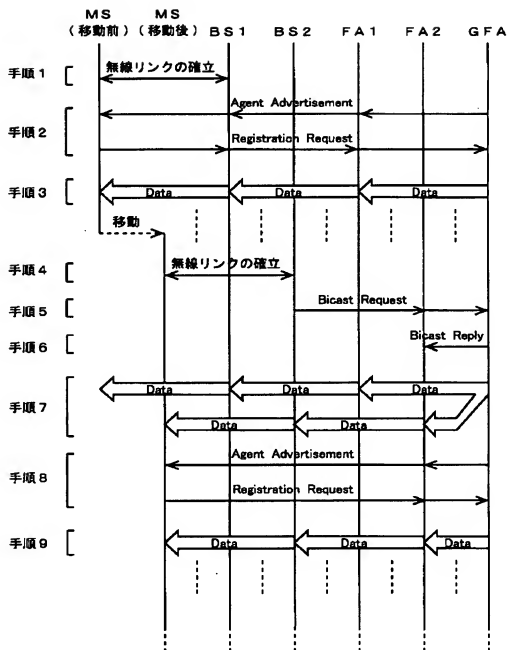 MS MS
（移動前）（移動後）BS1 BS2 FA1 FA2 GFA
手順1
無線リンクの確立
手順2
Agent Advertisement
Registration Request
手順3
Data Data Data
移動
手順4
無線リンクの確立
手順5
Bicast Request
手順6
Bicast Reply
手順7
Data Data Data
Data Data
手順8
Agent Advertisement
Registration Request
手順9
Data Data Data